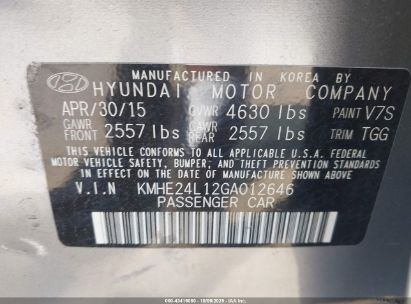 MANUFACTURED IN KOREA BY
HYUNDAI MOTOR COMPANY
APR/30/15 GVWR 4630 lbs PAINT V7S
GAWR FRONT 2557 lbs GAWR REAR 2557 lbs TRIM TGG
THIS VEHICLE CONFORMS TO ALL APPLICABLE U.S.A. FEDERAL
MOTOR VEHICLE SAFETY, BUMPER, AND THEFT PREVENTION
STANDARDS IN EFFECT ON THE DATE OF MANUFACTURE
V.I.N KMHE24L12GA012646
PASSENGER CAR